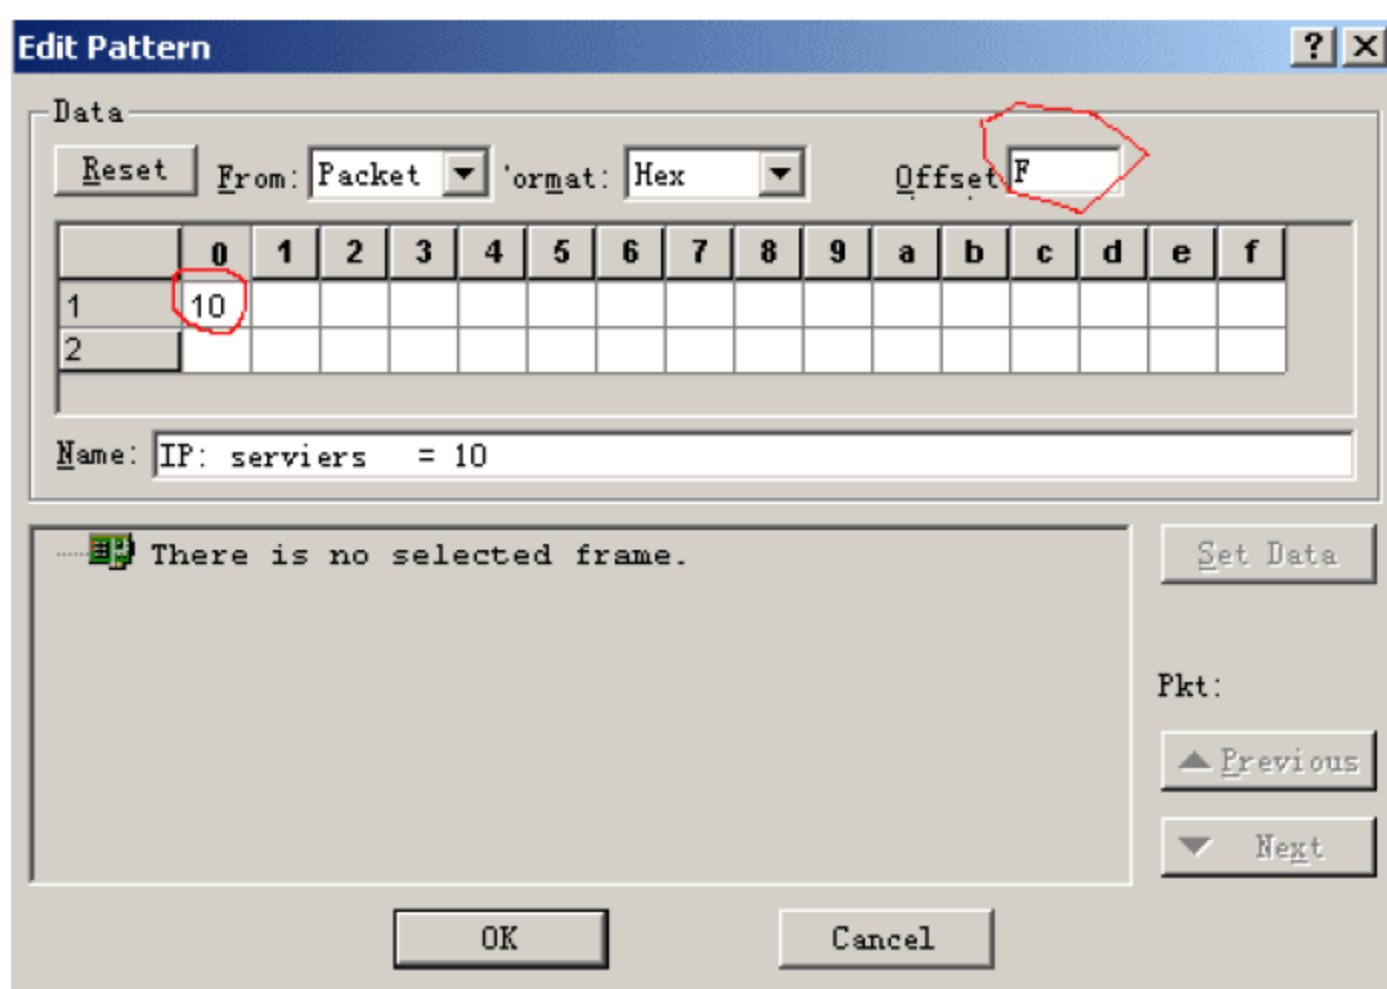 Edit Pattern
Data
Reset From: Packet 'ormat: Hex Offset F
0 1 2 3 4 5 6 7 8 9 a b c d e f
1 10
2
Name: IP: serviers = 10
There is no selected frame.
Set Data
Pkt:
Previous
Next
OK Cancel